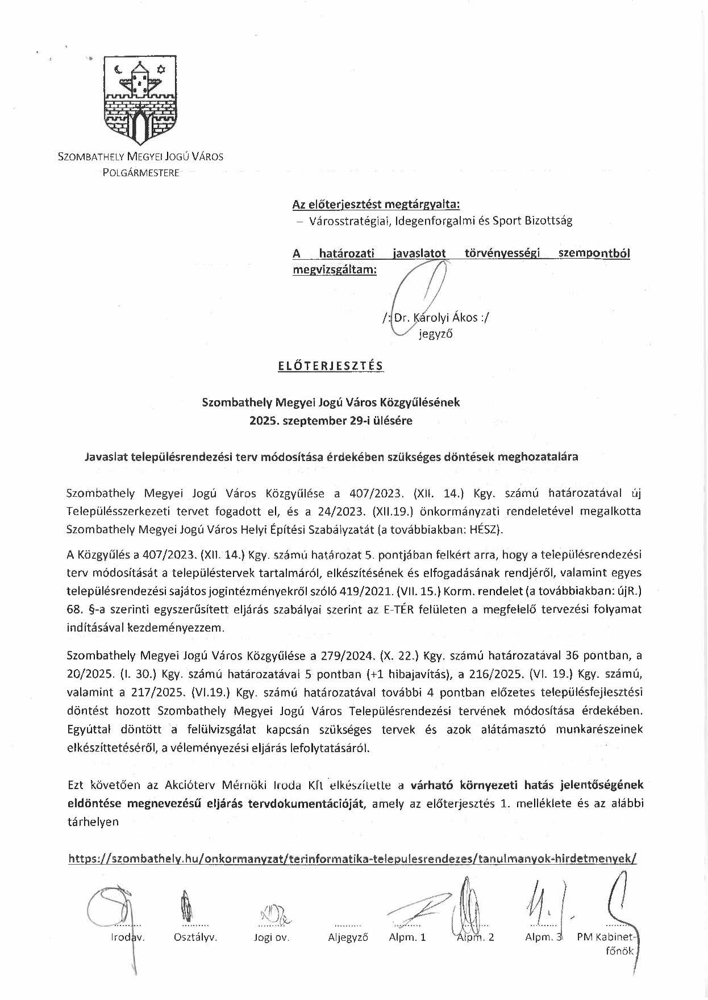 SZOMBATHELY MEGYEI JOGÚ VÁROS
POLGÁRMESTERE
Az előterjesztést megtárgyalta:
– Városstratégiai, Idegenforgalmi és Sport Bizottság
A határozati javaslatot törvényességi szempontból
megvizsgáltam:
/: Dr. Károlyi Ákos :/
jegyző
ELŐTERJESZTÉS
Szombathely Megyei Jogú Város Közgyűlésének
2025. szeptember 29-i ülésére
Javaslat településrendezési terv módosítása érdekében szükséges döntések meghozatalára
Szombathely Megyei Jogú Város Közgyűlése a 407/2023. (XII. 14.) Kgy. számú határozatával új
Településszerkezeti tervet fogadott el, és a 24/2023. (XII.19.) önkormányzati rendeletével megalkotta
Szombathely Megyei Jogú Város Helyi Építési Szabályzatát (a továbbiakban: HÉSZ).
A Közgyűlés a 407/2023. (XII. 14.) Kgy. számú határozat 5. pontjában felkért arra, hogy a településrendezési
terv módosítását a településtervek tartalmáról, elkészítésének és elfogadásának rendjéről, valamint egyes
településrendezési sajátos jogintézményekről szóló 419/2021. (VII. 15.) Korm. rendelet (a továbbiakban: újR.)
68. §-a szerinti egyszerűsített eljárás szabályai szerint az E-TÉR felületen a megfelelő tervezési folyamat
indításával kezdeményezzem.
Szombathely Megyei Jogú Város Közgyűlése a 279/2024. (X. 22.) Kgy. számú határozatával 36 pontban, a
20/2025. (I. 30.) Kgy. számú határozatával 5 pontban (+1 hibajavítás), a 216/2025. (VI. 19.) Kgy. számú,
valamint a 217/2025. (VI.19.) Kgy. számú határozatával további 4 pontban előzetes településfejlesztési
döntést hozott Szombathely Megyei Jogú Város Településrendezési tervének módosítása érdekében.
Egyúttal döntött a felülvizsgálat kapcsán szükséges tervek és azok alátámasztó munkarészeinek
elkészíttetéséről, a véleményezési eljárás lefolytatásáról.
Ezt követően az Akcióterv Mérnöki Iroda Kft elkészítette a várható környezeti hatás jelentőségének
eldöntése megnevezésű eljárás tervdokumentációját, amely az előterjesztés 1. melléklete és az alábbi
tárhelyen
https://szombathely.hu/onkormanyzat/terinformatika-telepulesrendezes/tanulmanyok-hirdetmenyek/
Irodav. Osztályv. Jogi ov. Aljegyző Alpm. 1 Alpm. 2 Alpm. 3 PM Kabinet-
főnök